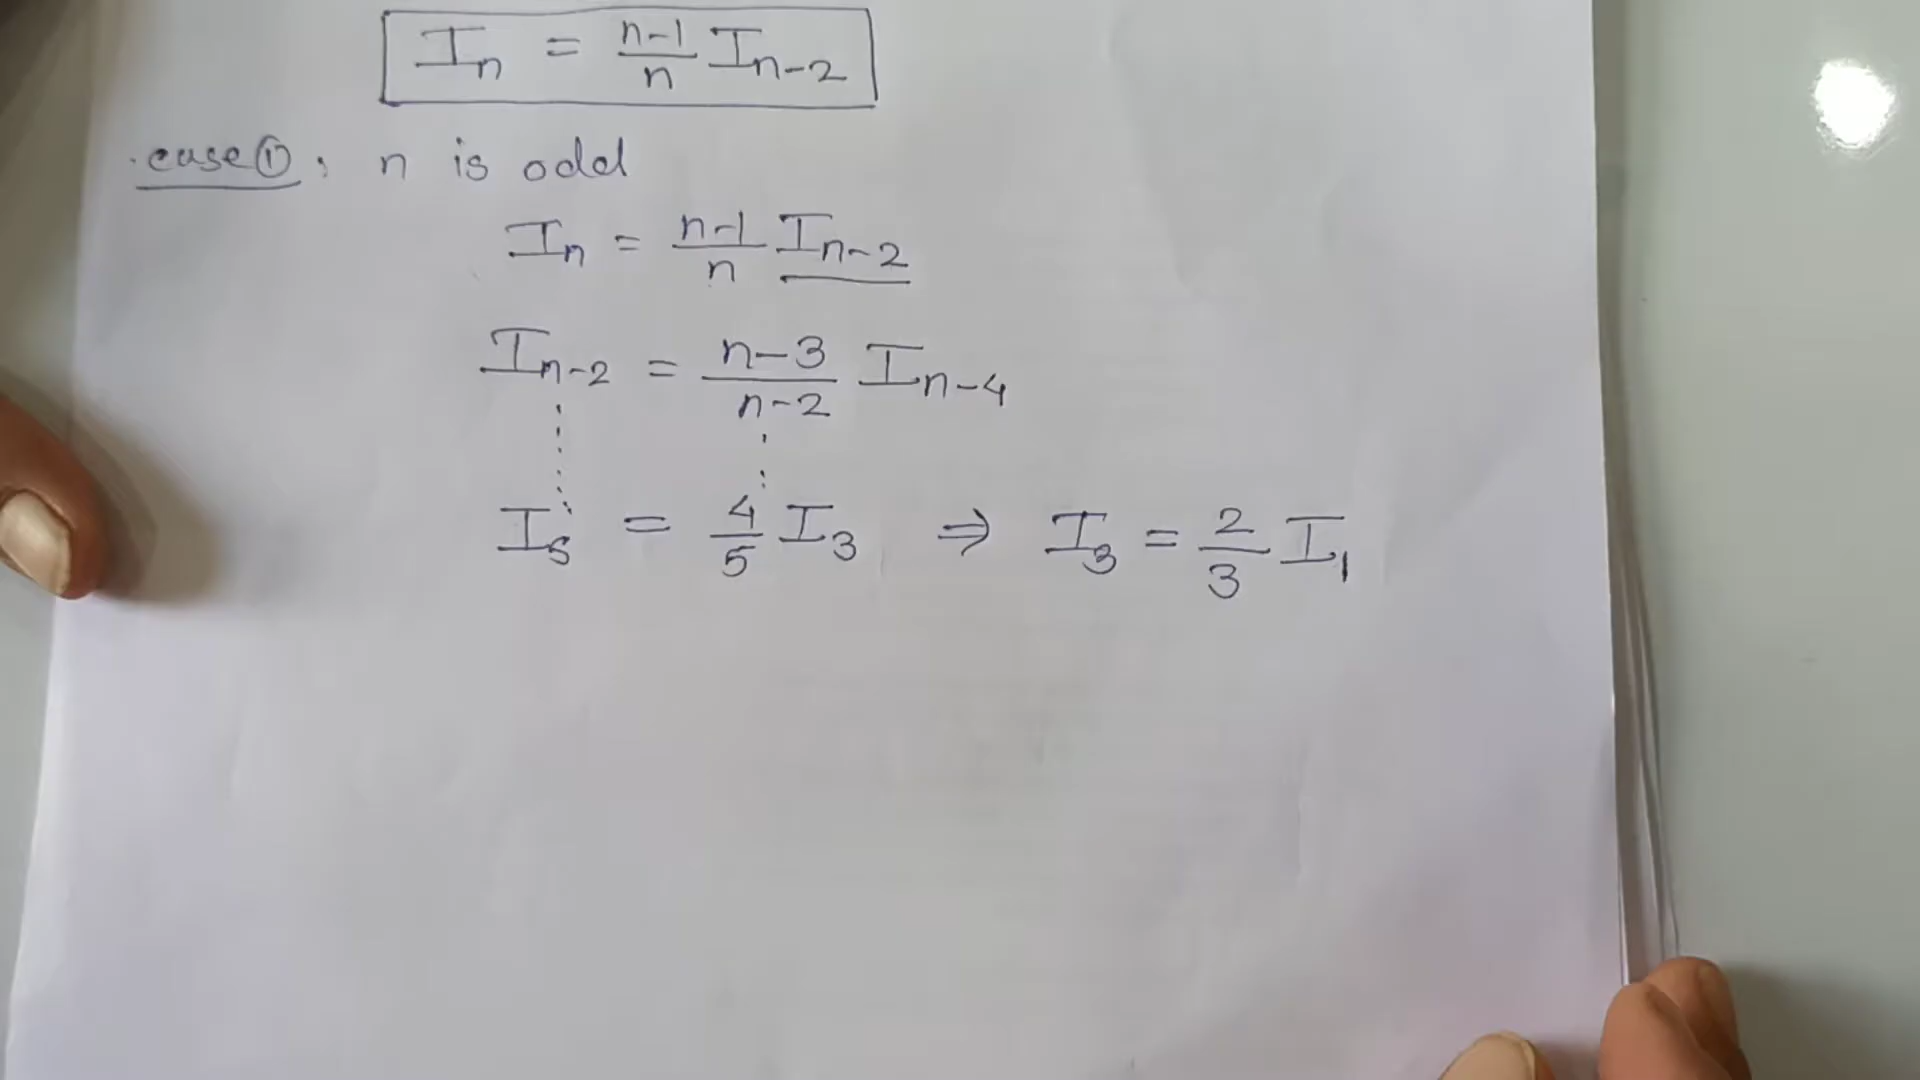 Iₙ = (n-1)/n Iₙ₋₂
case①: n is odd
Iₙ = (n-1)/n Iₙ₋₂
Iₙ₋₂ = (n-3)/(n-2) Iₙ₋₄
I₅ = 4/5 I₃ ⇒ I₃ = 2/3 I₁